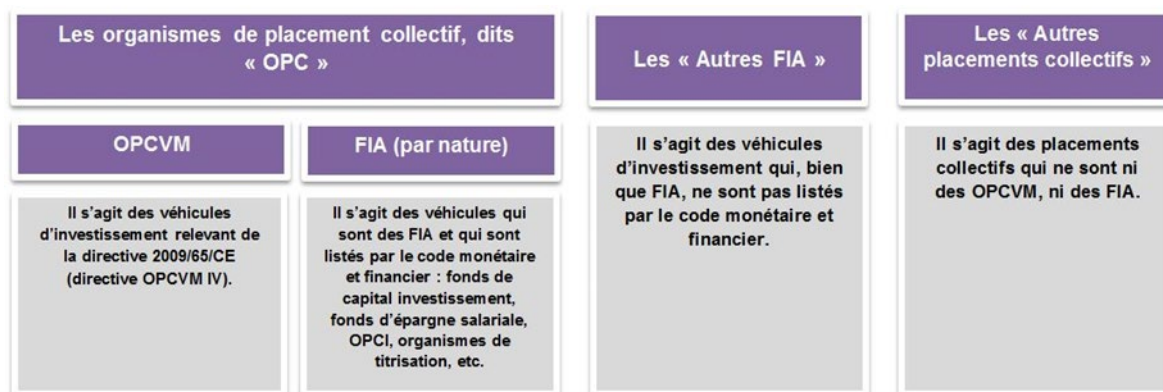 Les organismes de placement collectif, dits
« OPC »
OPCVM
Il s'agit des véhicules
d'investissement relevant de
la directive 2009/65/CE
(directive OPCVM IV).
FIA (par nature)
Il s'agit des véhicules qui
sont des FIA et qui sont
listés par le code monétaire
et financier : fonds de
capital investissement,
fonds d'épargne salariale,
OPCI, organismes de
titrisation, etc.
Les « Autres FIA »
Il s'agit des véhicules
d'investissement qui, bien
que FIA, ne sont pas listés
par le code monétaire et
financier.
Les « Autres
placements collectifs »
Il s'agit des placements
collectifs qui ne sont ni
des OPCVM, ni des FIA.